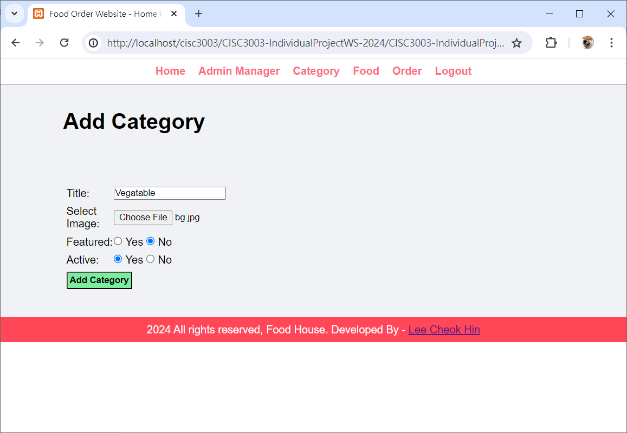 Food Order Website - Home P
http://localhost/cisc3003/CISC3003-IndividualProjectWS-2024/CISC3003-IndividualProj...
Home Admin Manager Category Food Order Logout
Add Category
Title: Vegatable
Select
Image: Choose File bg.jpg
Featured: Yes No
Active: Yes No
Add Category
2024 All rights reserved, Food House. Developed By - Lee Cheok Hin